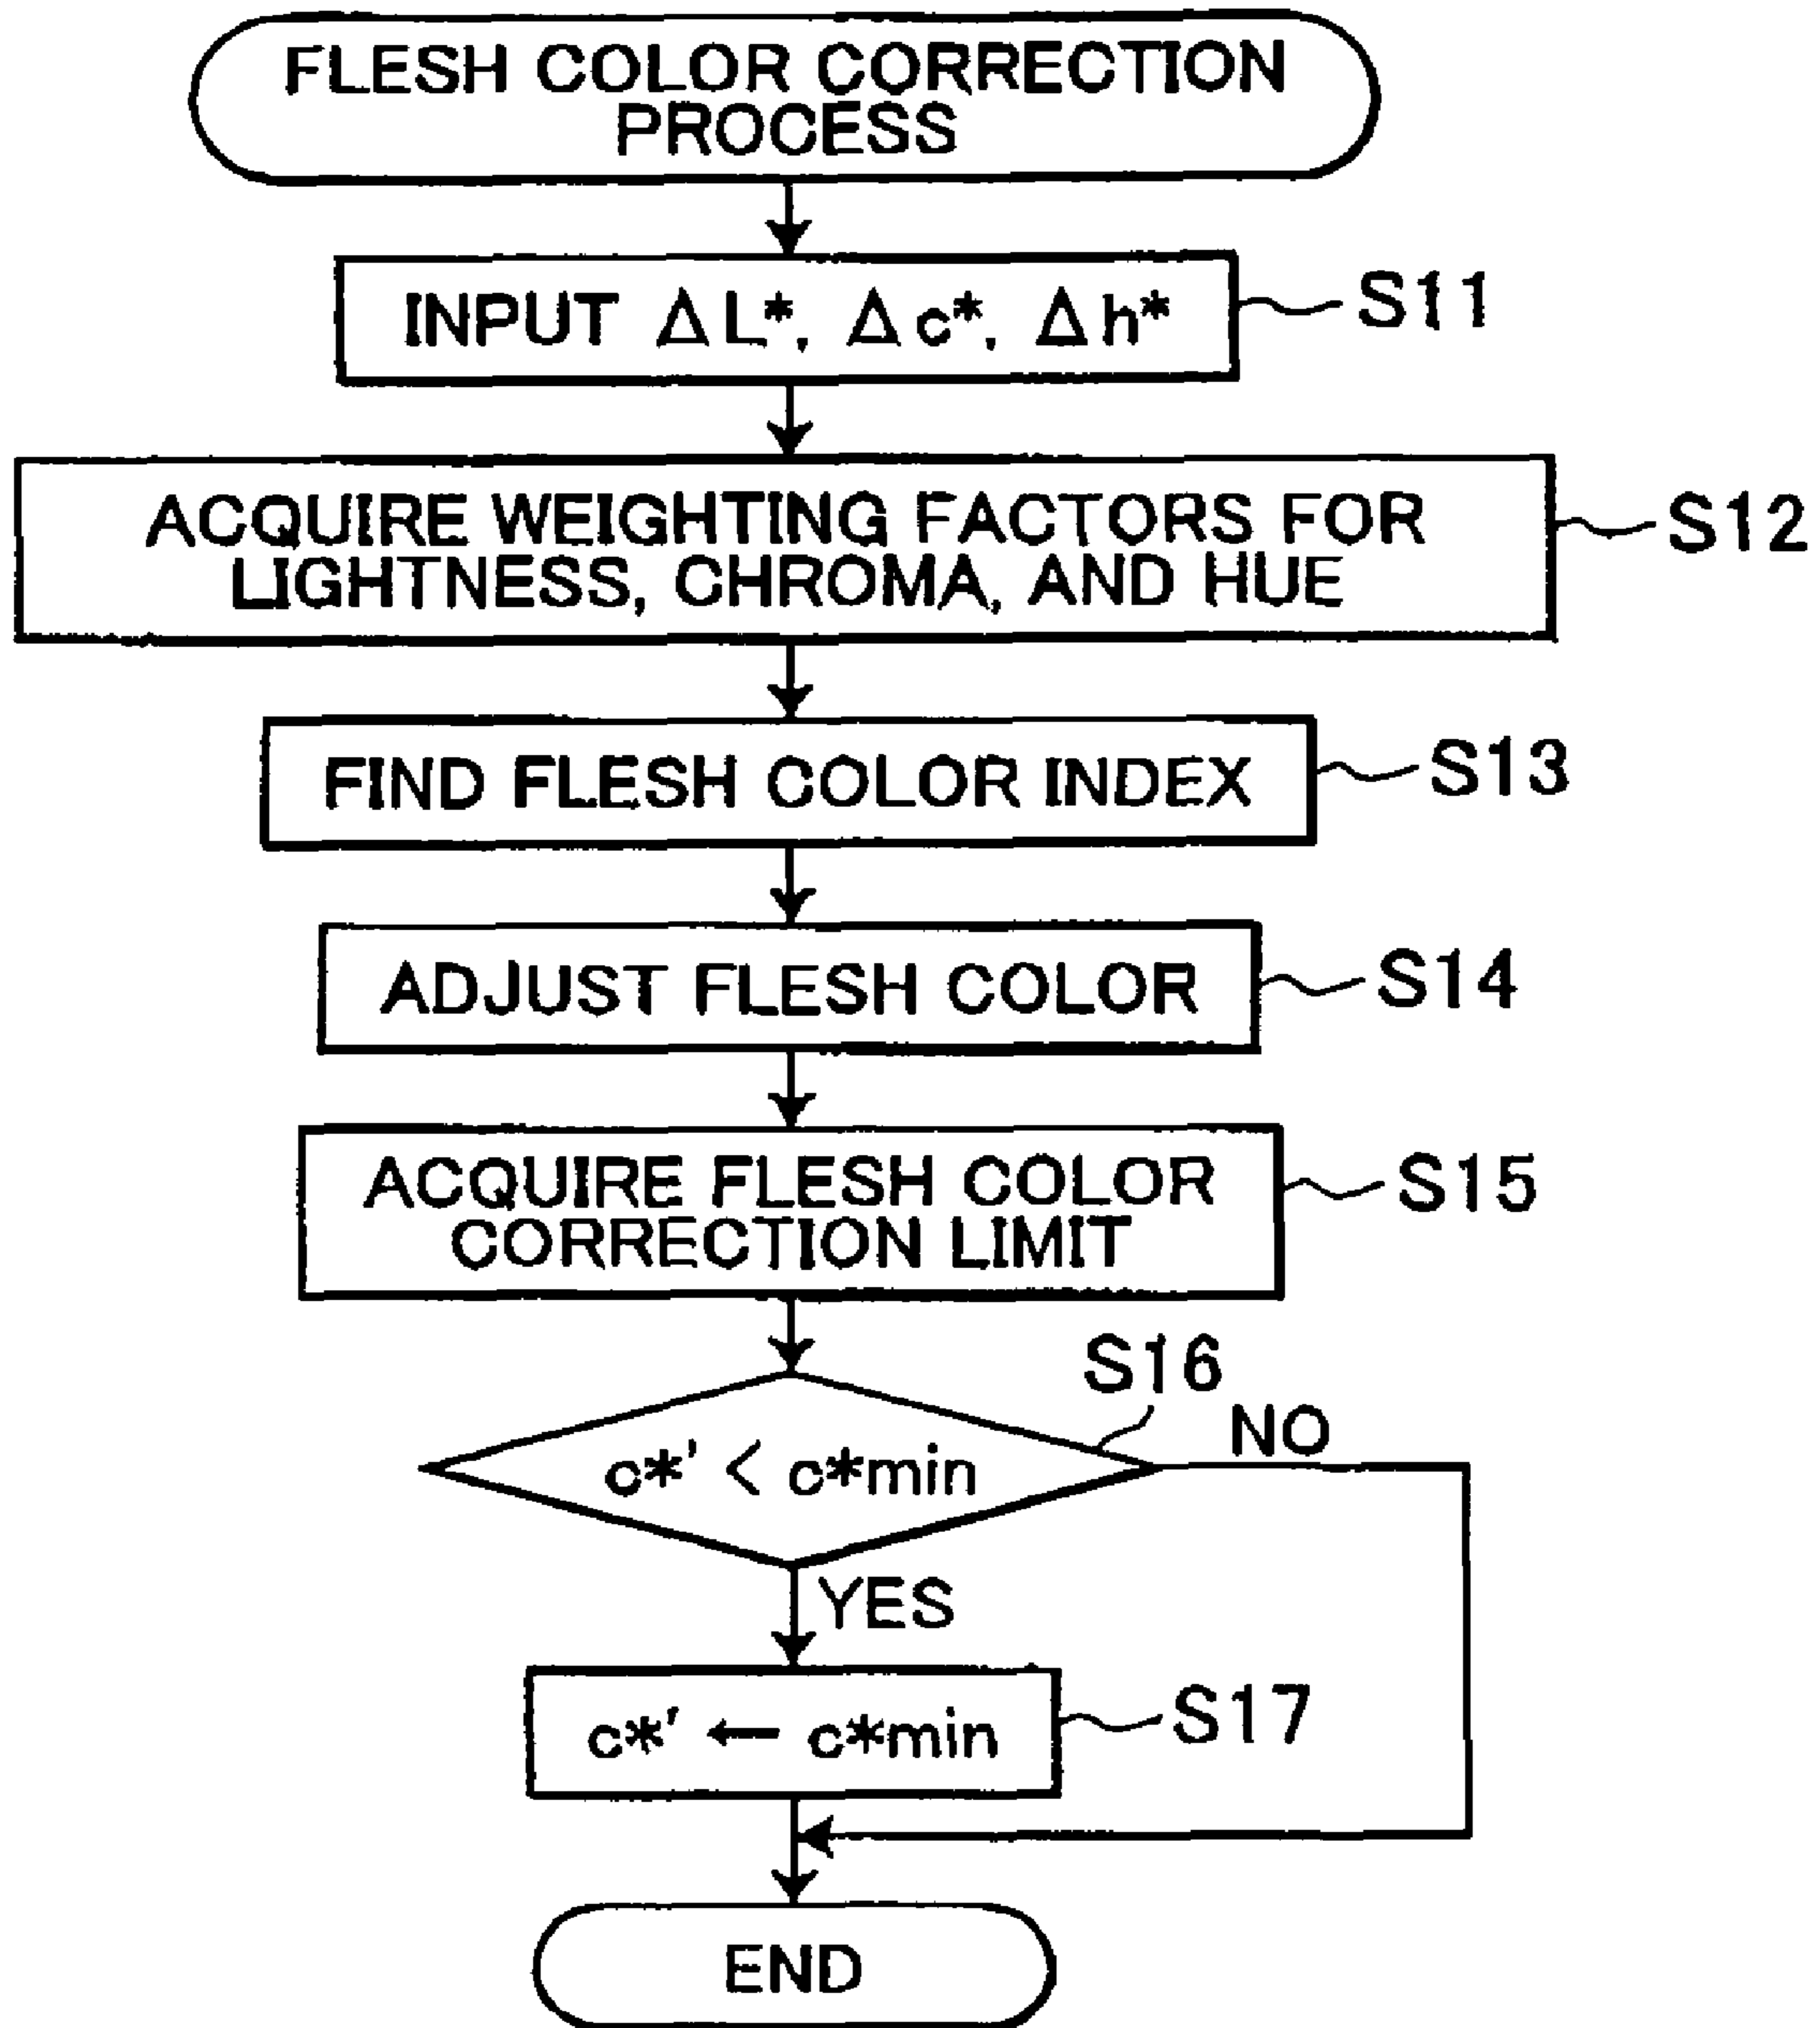 FLESH COLOR CORRECTION
PROCESS
INPUT ΔL*, Δc*, Δh*
S11
ACQUIRE WEIGHTING FACTORS FOR
LIGHTNESS, CHROMA, AND HUE
S12
FIND FLESH COLOR INDEX
S13
ADJUST FLESH COLOR
S14
ACQUIRE FLESH COLOR
CORRECTION LIMIT
S15
S16
NO
c*' < c*min
YES
c*' ← c*min
S17
END